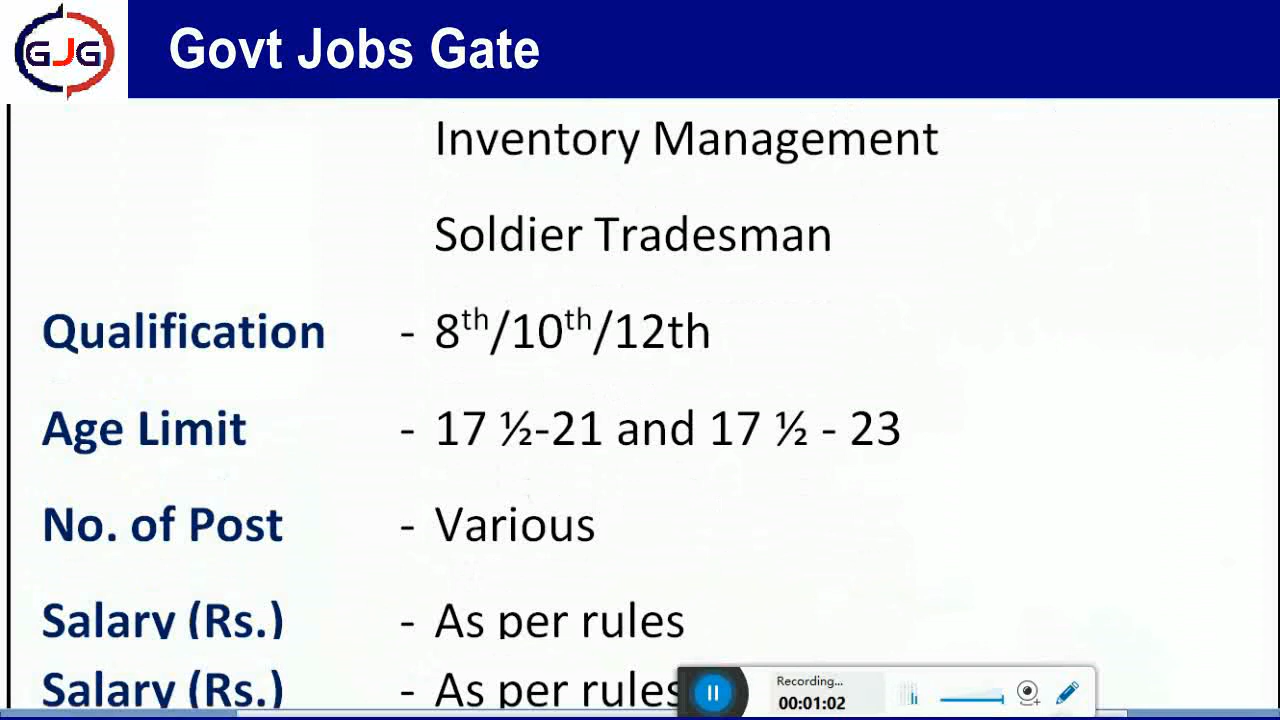 GJG
Govt Jobs Gate
Inventory Management
Soldier Tradesman
Qualification - 8th/10th/12th
Age Limit - 17 ½-21 and 17 ½ - 23
No. of Post - Various
Salary (Rs.) - As per rules
Salary (Rs.) - As per rules
Recording...
00:01:02